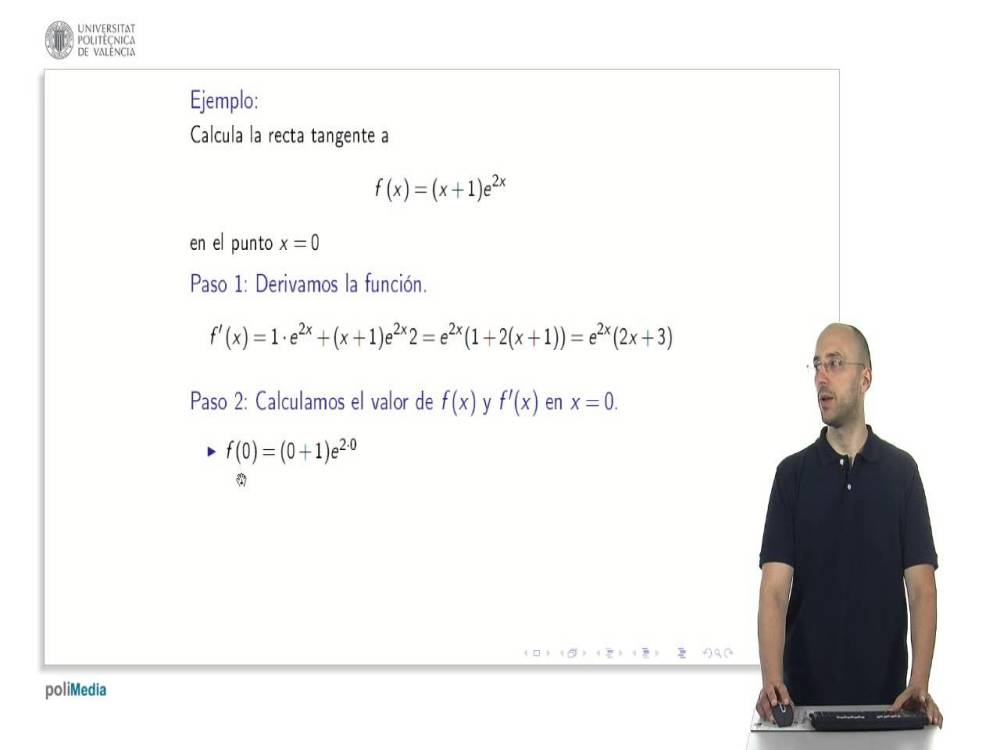 UNIVERSITAT
POLITÈCNICA
DE VALÈNCIA
Ejemplo:
Calcula la recta tangente a
f(x) = (x+1)e^{2x}
en el punto x = 0
Paso 1: Derivamos la función.
f′(x) = 1·e^{2x} + (x+1)e^{2x}2 = e^{2x}(1+2(x+1)) = e^{2x}(2x+3)
Paso 2: Calculamos el valor de f(x) y f′(x) en x = 0.
▶ f(0) = (0+1)e^{2·0}
poliMedia